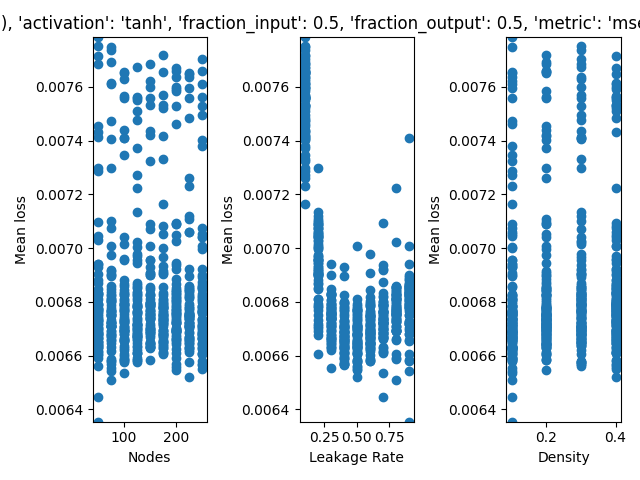 ), 'activation': 'tanh', 'fraction_input': 0.5, 'fraction_output': 0.5, 'metric': 'mse
0.0076
0.0074
0.0072
0.0070
0.0068
0.0066
0.0064
Mean loss
100 200
Nodes
0.0076
0.0074
0.0072
0.0070
0.0068
0.0066
0.0064
Mean loss
0.25 0.50 0.75
Leakage Rate
0.0076
0.0074
0.0072
0.0070
0.0068
0.0066
0.0064
Mean loss
0.2 0.4
Density